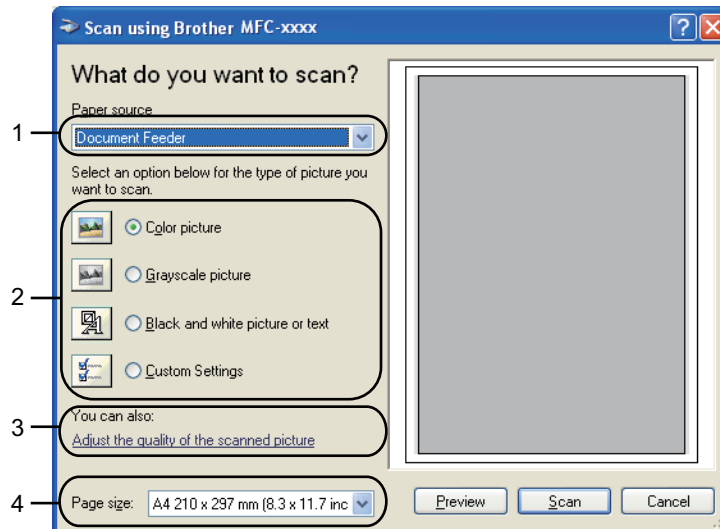 Scan using Brother MFC-xxxx
What do you want to scan?
Paper source
1
Document Feeder
Select an option below for the type of picture you
want to scan.
Color picture
Grayscale picture
2
Black and white picture or text
Custom Settings
You can also:
3
Adjust the quality of the scanned picture
4
Page size:
A4 210 x 297 mm (8.3 x 11.7 inc
Preview
Scan
Cancel